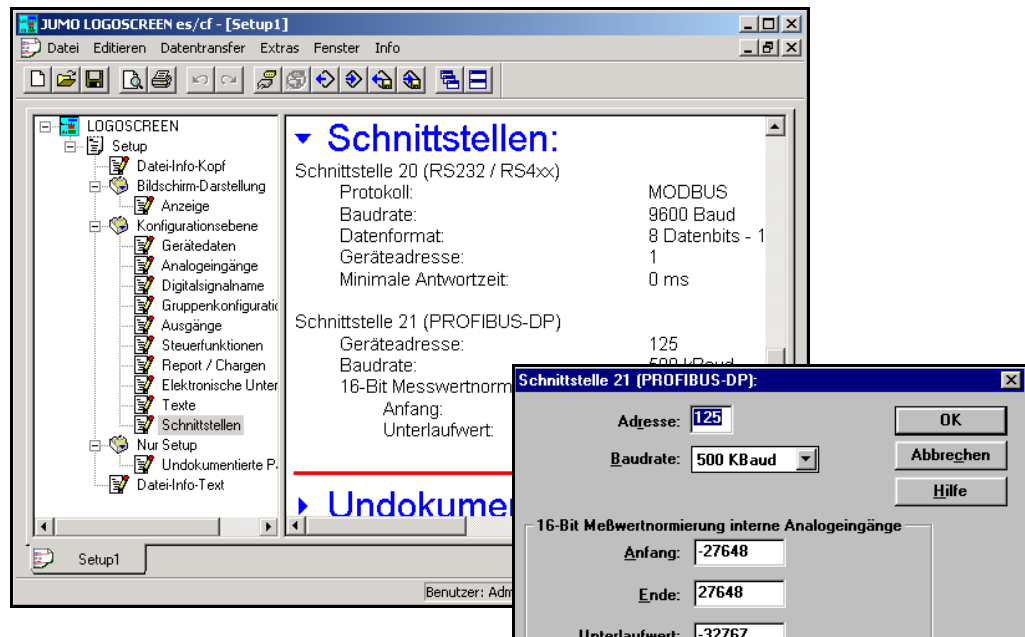 JUMO LOGOSCREEN es/cf - [Setup1]
Datei Editieren Datentransfer Extras Fenster Info
LOGOSCREEN
Setup
Datei-Info-Kopf
Bildschirm-Darstellung
Anzeige
Konfigurationsebene
Gerätedaten
Analogeingänge
Digitalsignalname
Gruppenkonfiguratio
Ausgänge
Steuerfunktionen
Report / Chargen
Elektronische Unter
Texte
Schnittstellen
Nur Setup
Undokumentierte P
Datei-Info-Text
Schnittstellen:
Schnittstelle 20 (RS232 / RS4xx)
Protokoll: MODBUS
Baudrate: 9600 Baud
Datenformat: 8 Datenbits - 1
Geräteadresse: 1
Minimale Antwortzeit: 0 ms
Schnittstelle 21 (PROFIBUS-DP)
Geräteadresse: 125
Baudrate: 500 kBaud
16-Bit Messwertnorm
Anfang:
Unterlaufwert:
Undokume
Setup1
Benutzer: Adm
Schnittstelle 21 (PROFIBUS-DP):
Adresse: 125
OK
Baudrate: 500 KBaud
Abbrechen
Hilfe
16-Bit Meßwertnormierung interne Analogeingänge
Anfang: -27648
Ende: 27648
Unterlaufwert: -32767